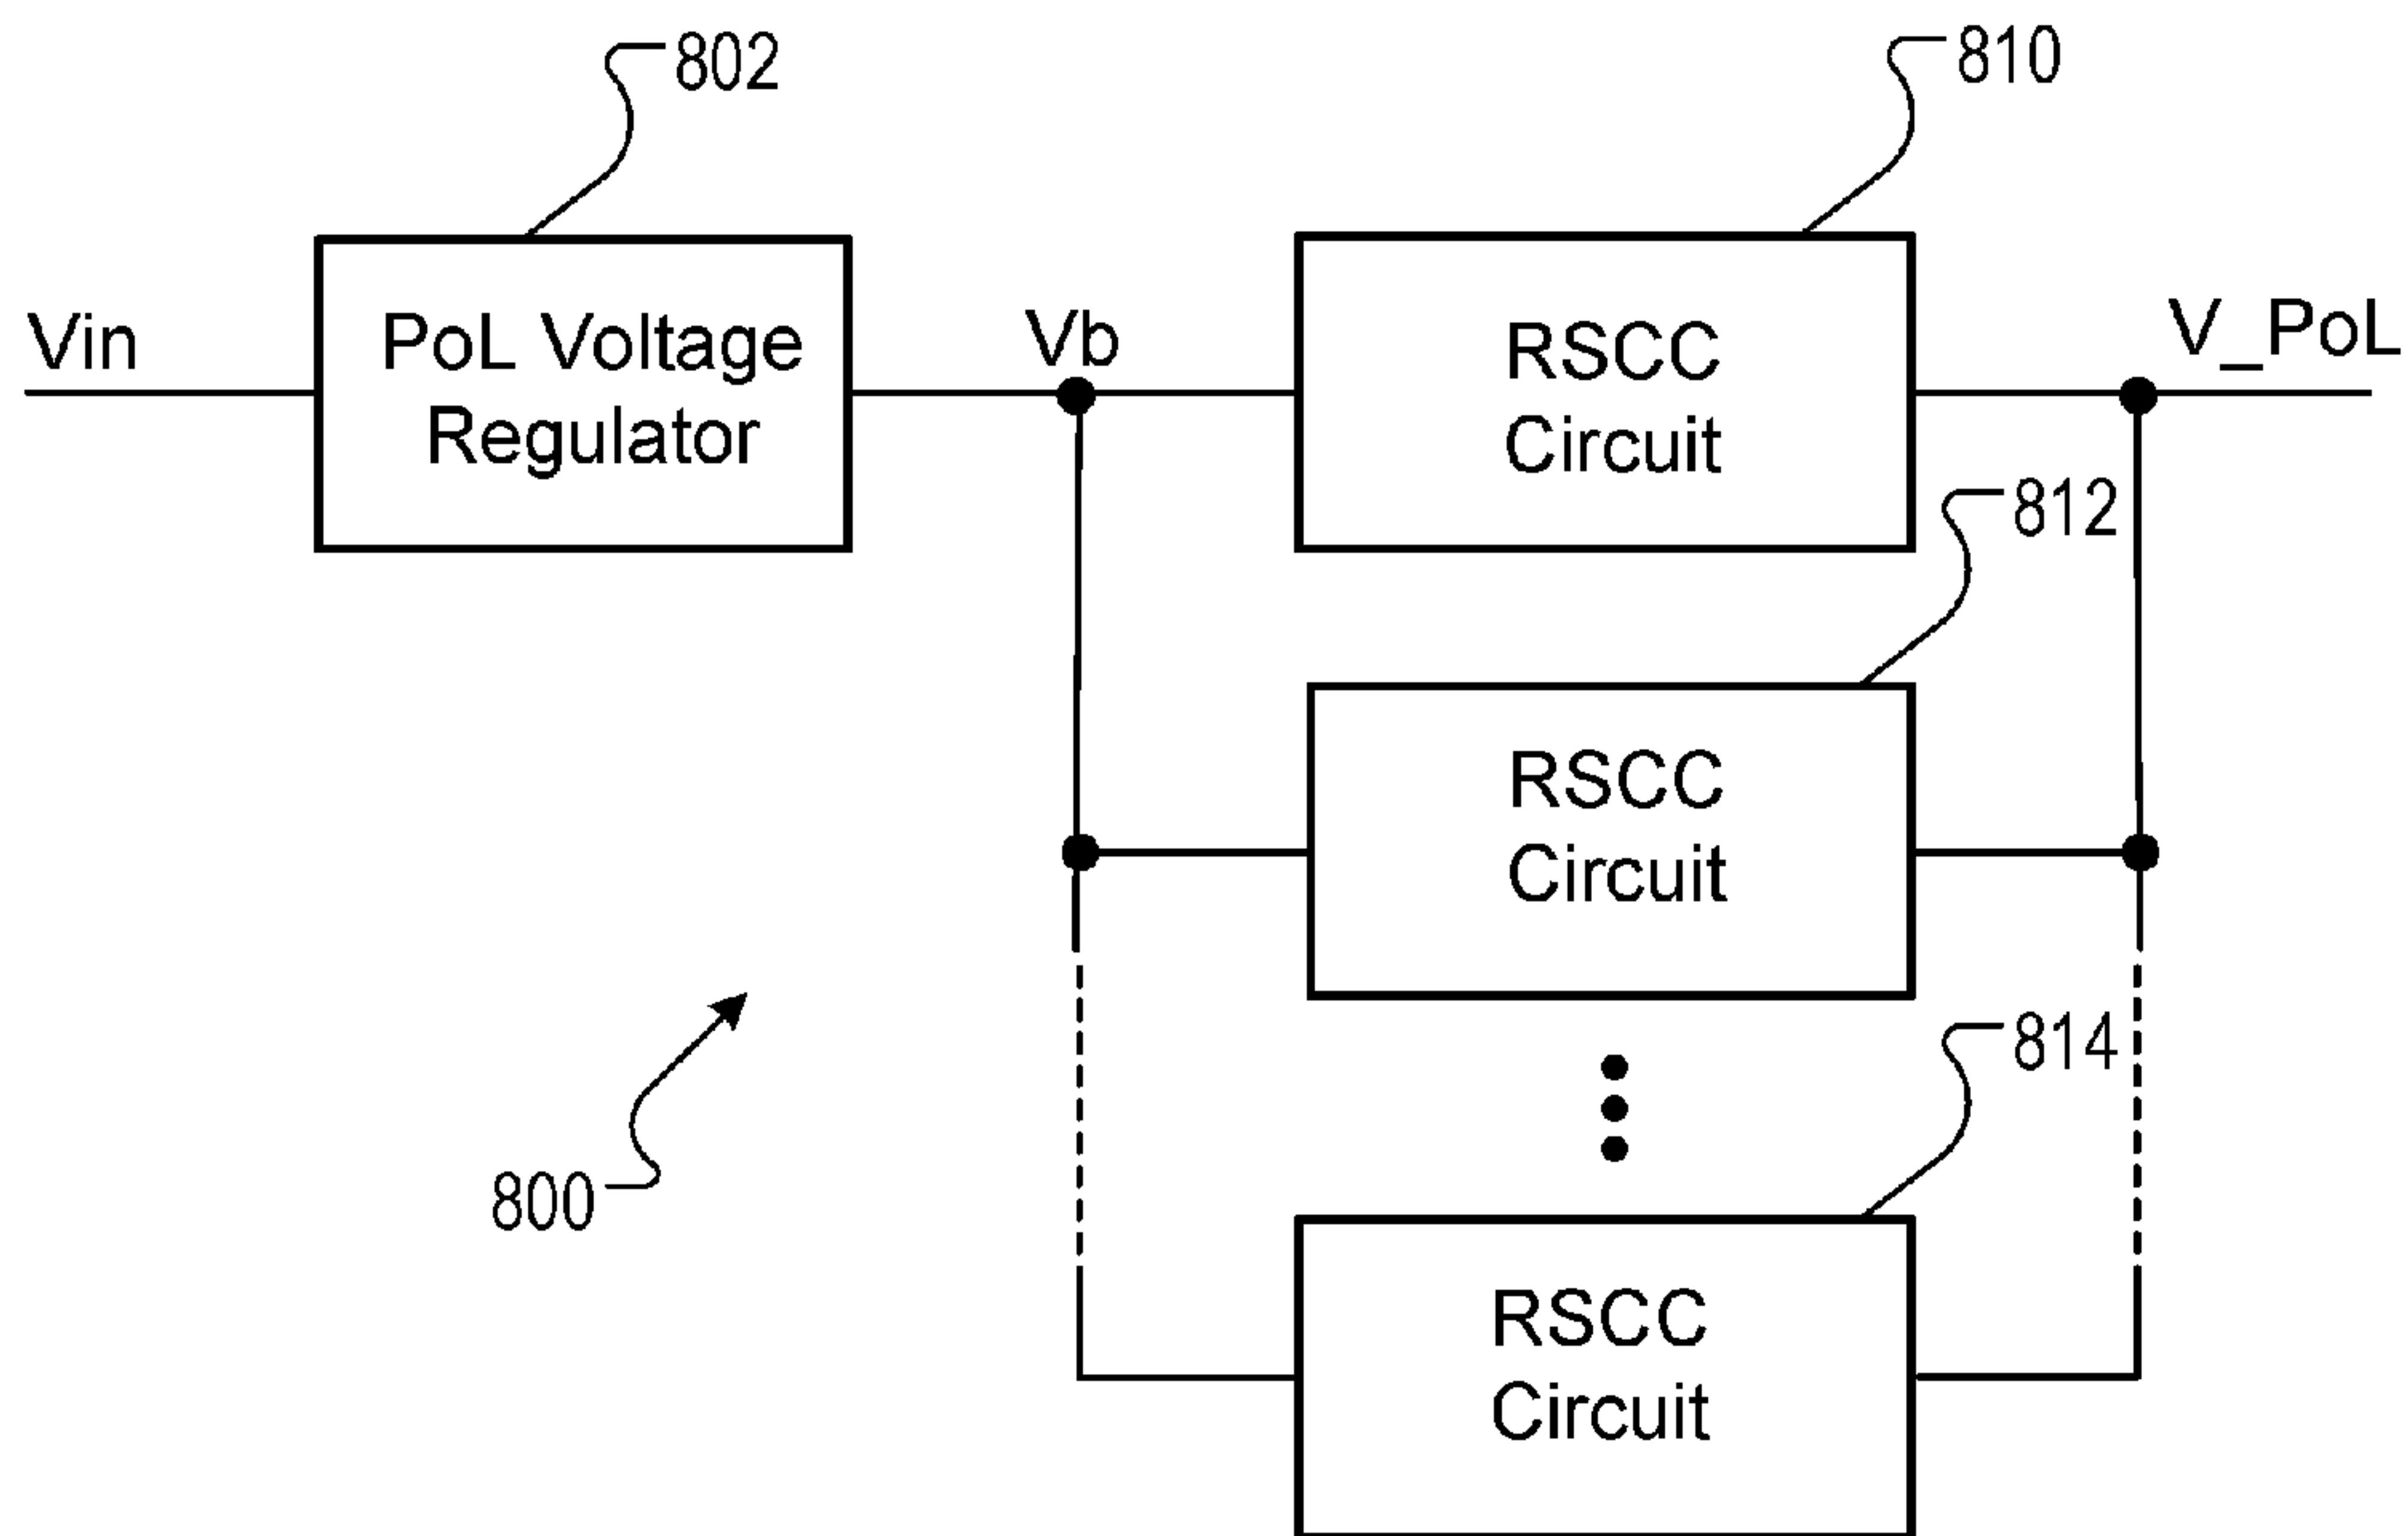 802
810
Vin
PoL Voltage
Regulator
Vb
RSCC
Circuit
V_PoL
812
RSCC
Circuit
814
800
RSCC
Circuit